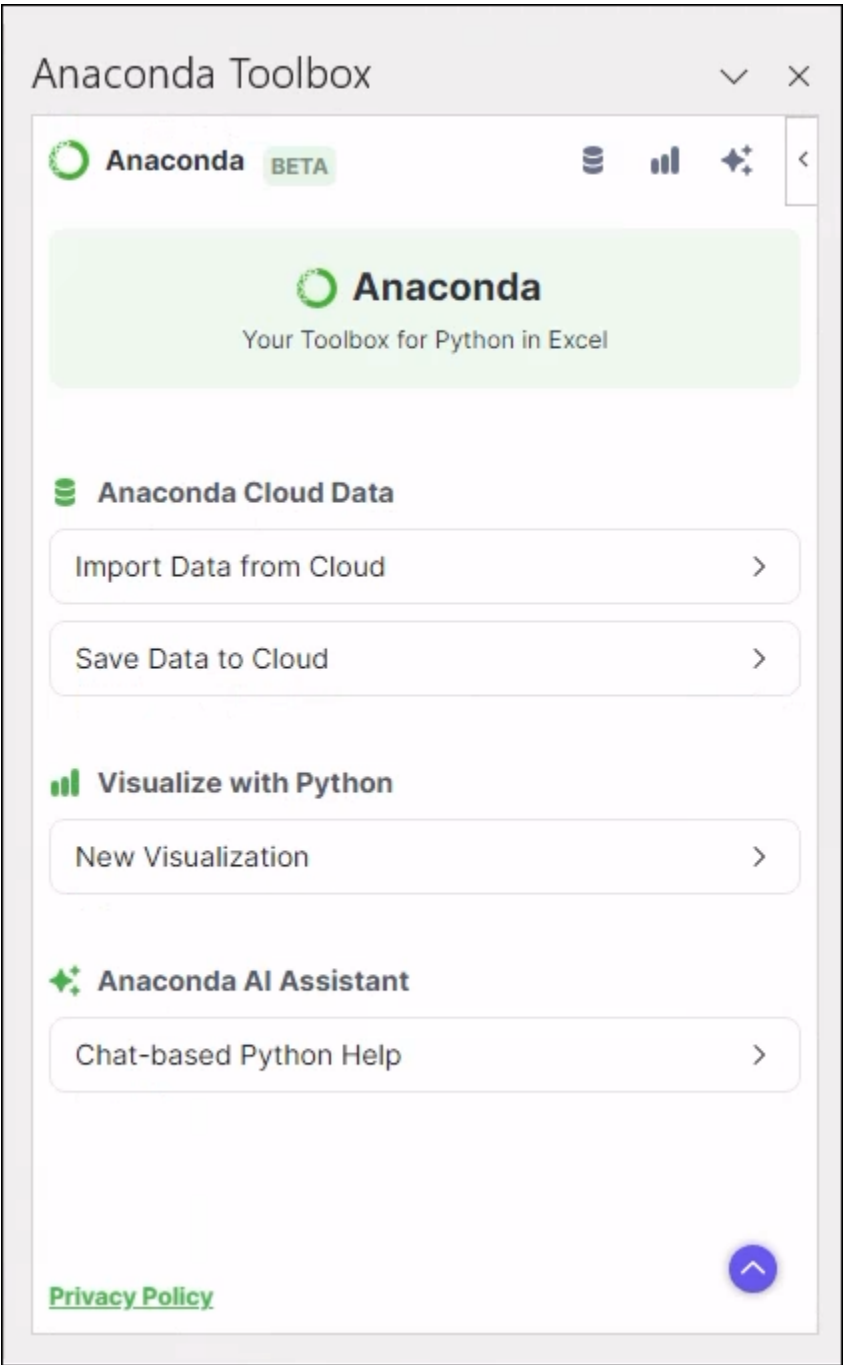 Anaconda Toolbox
Anaconda BETA
Anaconda
Your Toolbox for Python in Excel
Anaconda Cloud Data
Import Data from Cloud
Save Data to Cloud
Visualize with Python
New Visualization
Anaconda AI Assistant
Chat-based Python Help
Privacy Policy